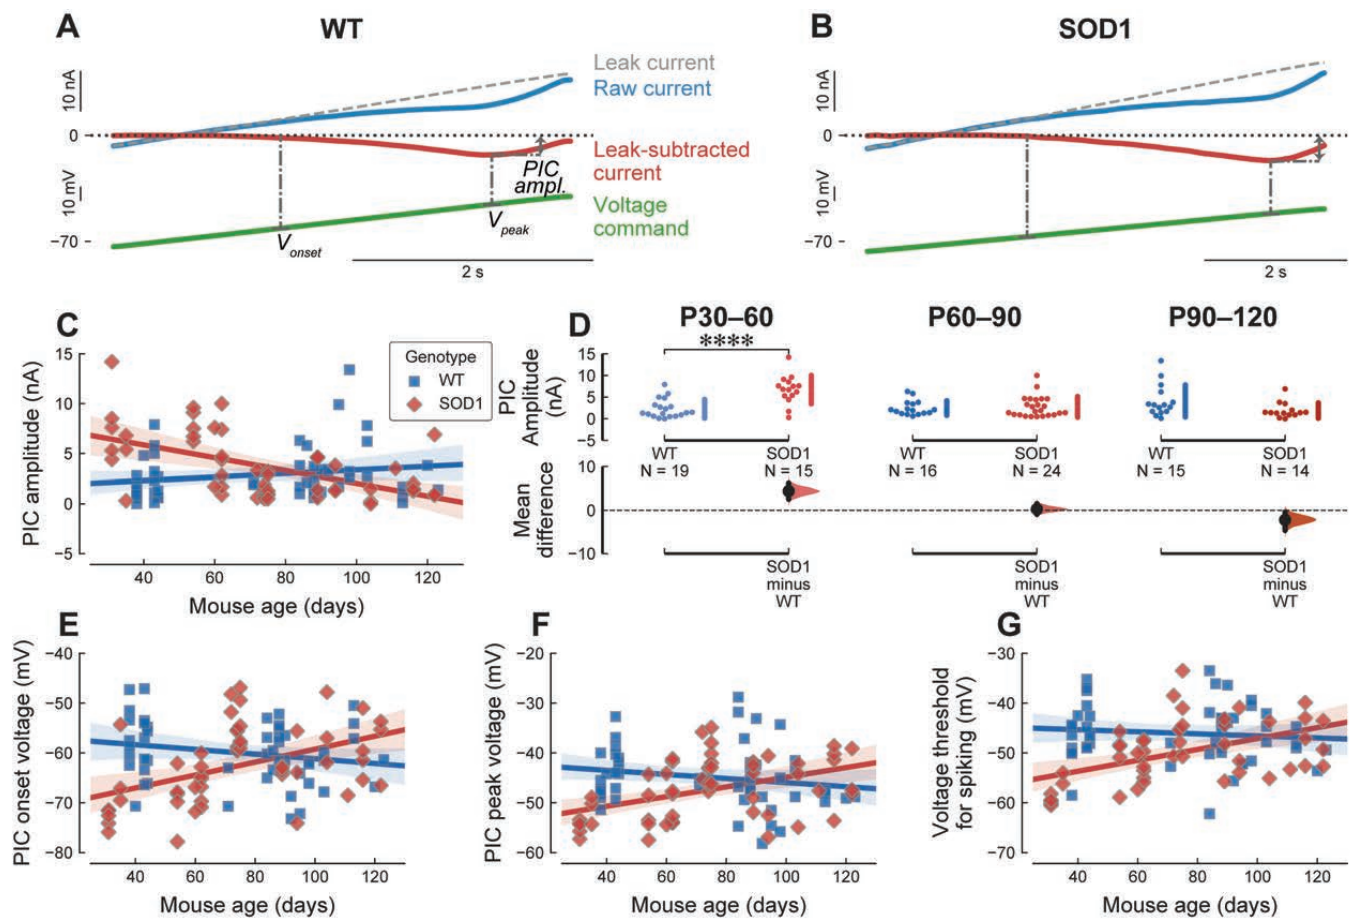 A
WT
B
SOD1
Leak current
Raw current
10 nA
10 nA
0
0
Leak-subtracted
current
PIC
ampl.
10 mV
10 mV
Voltage
command
V onset
V peak
−70
−70
2 s
2 s
C
PIC amplitude (nA)
15
10
5
0
−5
Genotype
WT
SOD1
40
60
80
100
120
Mouse age (days)
D
P30–60
P60–90
P90–120
****
PIC
Amplitude
(nA)
15
10
5
0
−5
WT
N = 19
SOD1
N = 15
WT
N = 16
SOD1
N = 24
WT
N = 15
SOD1
N = 14
Mean
difference
10
0
−10
SOD1
minus
WT
SOD1
minus
WT
SOD1
minus
WT
E
PIC onset voltage (mV)
−40
−50
−60
−70
−80
40
60
80
100
120
Mouse age (days)
F
PIC peak voltage (mV)
−20
−30
−40
−50
−60
40
60
80
100
120
Mouse age (days)
G
Voltage threshold
for spiking (mV)
−20
−30
−40
−50
−60
−70
40
60
80
100
120
Mouse age (days)